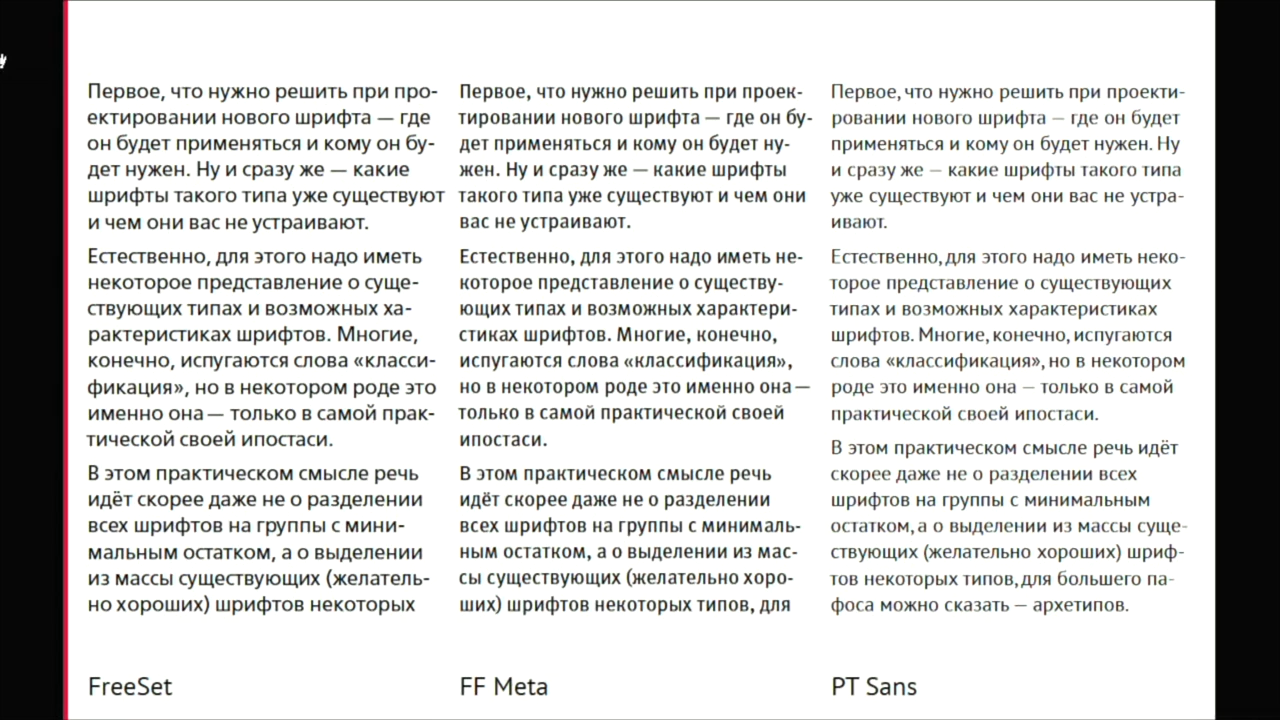 Первое, что нужно решить при про-
ектировании нового шрифта — где
он будет применяться и кому он бу-
дет нужен. Ну и сразу же — какие
шрифты такого типа уже существуют
и чем они вас не устраивают.
Естественно, для этого надо иметь
некоторое представление о суще-
ствующих типах и возможных ха-
рактеристиках шрифтов. Многие,
конечно, испугаются слова «класси-
фикация», но в некотором роде это
именно она — только в самой прак-
тической своей ипостаси.
В этом практическом смысле речь
идёт скорее даже не о разделении
всех шрифтов на группы с мини-
мальным остатком, а о выделении
из массы существующих (желатель-
но хороших) шрифтов некоторых
FreeSet
Первое, что нужно решить при проек-
тировании нового шрифта — где он бу-
дет применяться и кому он будет ну-
жен. Ну и сразу же — какие шрифты
такого типа уже существуют и чем они
вас не устраивают.
Естественно, для этого надо иметь не-
которое представление о существу-
ющих типах и возможных характери-
стиках шрифтов. Многие, конечно,
испугаются слова «классификация»,
но в некотором роде это именно она —
только в самой практической своей
ипостаси.
В этом практическом смысле речь
идёт скорее даже не о разделении
всех шрифтов на группы с минималь-
ным остатком, а о выделении из мас-
сы существующих (желательно хоро-
ших) шрифтов некоторых типов, для
FF Meta
Первое, что нужно решить при проекти-
ровании нового шрифта — где он будет
применяться и кому он будет нужен. Ну
и сразу же — какие шрифты такого типа
уже существуют и чем они вас не устра-
ивают.
Естественно, для этого надо иметь неко-
торое представление о существующих
типах и возможных характеристиках
шрифтов. Многие, конечно, испугаются
слова «классификация», но в некотором
роде это именно она — только в самой
практической своей ипостаси.
В этом практическом смысле речь идёт
скорее даже не о разделении всех
шрифтов на группы с минимальным
остатком, а о выделении из массы суще-
ствующих (желательно хороших) шриф-
тов некоторых типов, для большего па-
фоса можно сказать — архетипов.
PT Sans